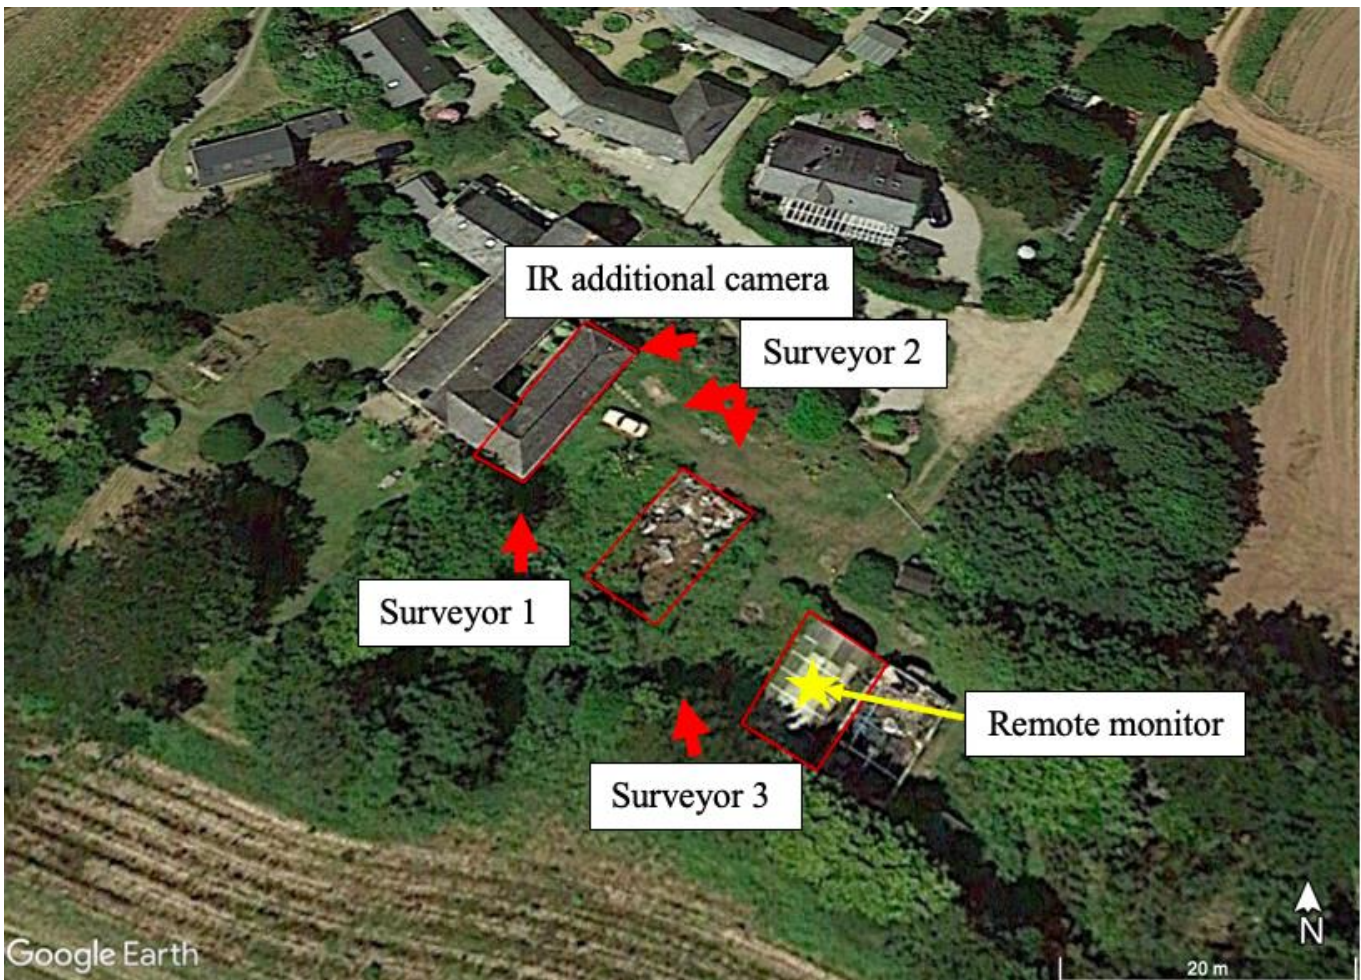 IR additional camera
Surveyor 2
Surveyor 1
Remote monitor
Surveyor 3
N
Google Earth
20 m